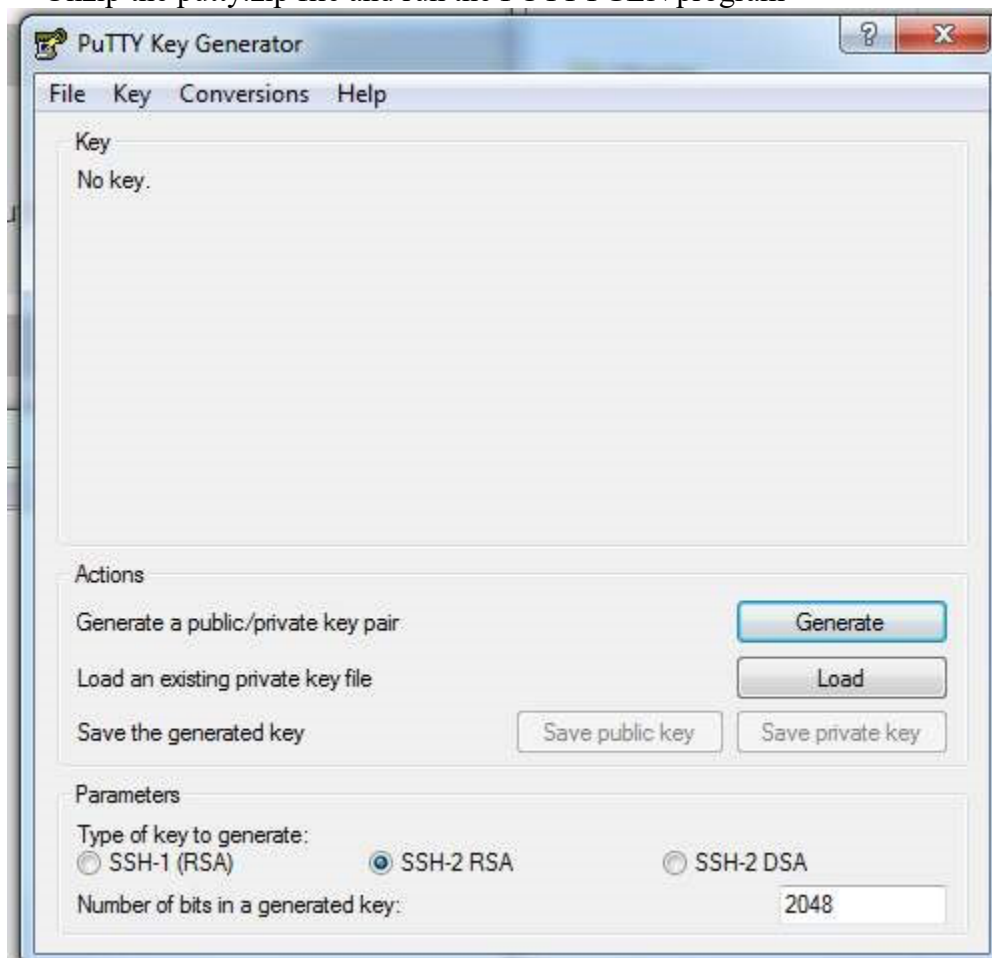 PuTTY Key Generator
File Key Conversions Help
Key
No key.
Actions
Generate a public/private key pair Generate
Load an existing private key file Load
Save the generated key Save public key Save private key
Parameters
Type of key to generate:
SSH-1 (RSA) SSH-2 RSA SSH-2 DSA
Number of bits in a generated key: 2048